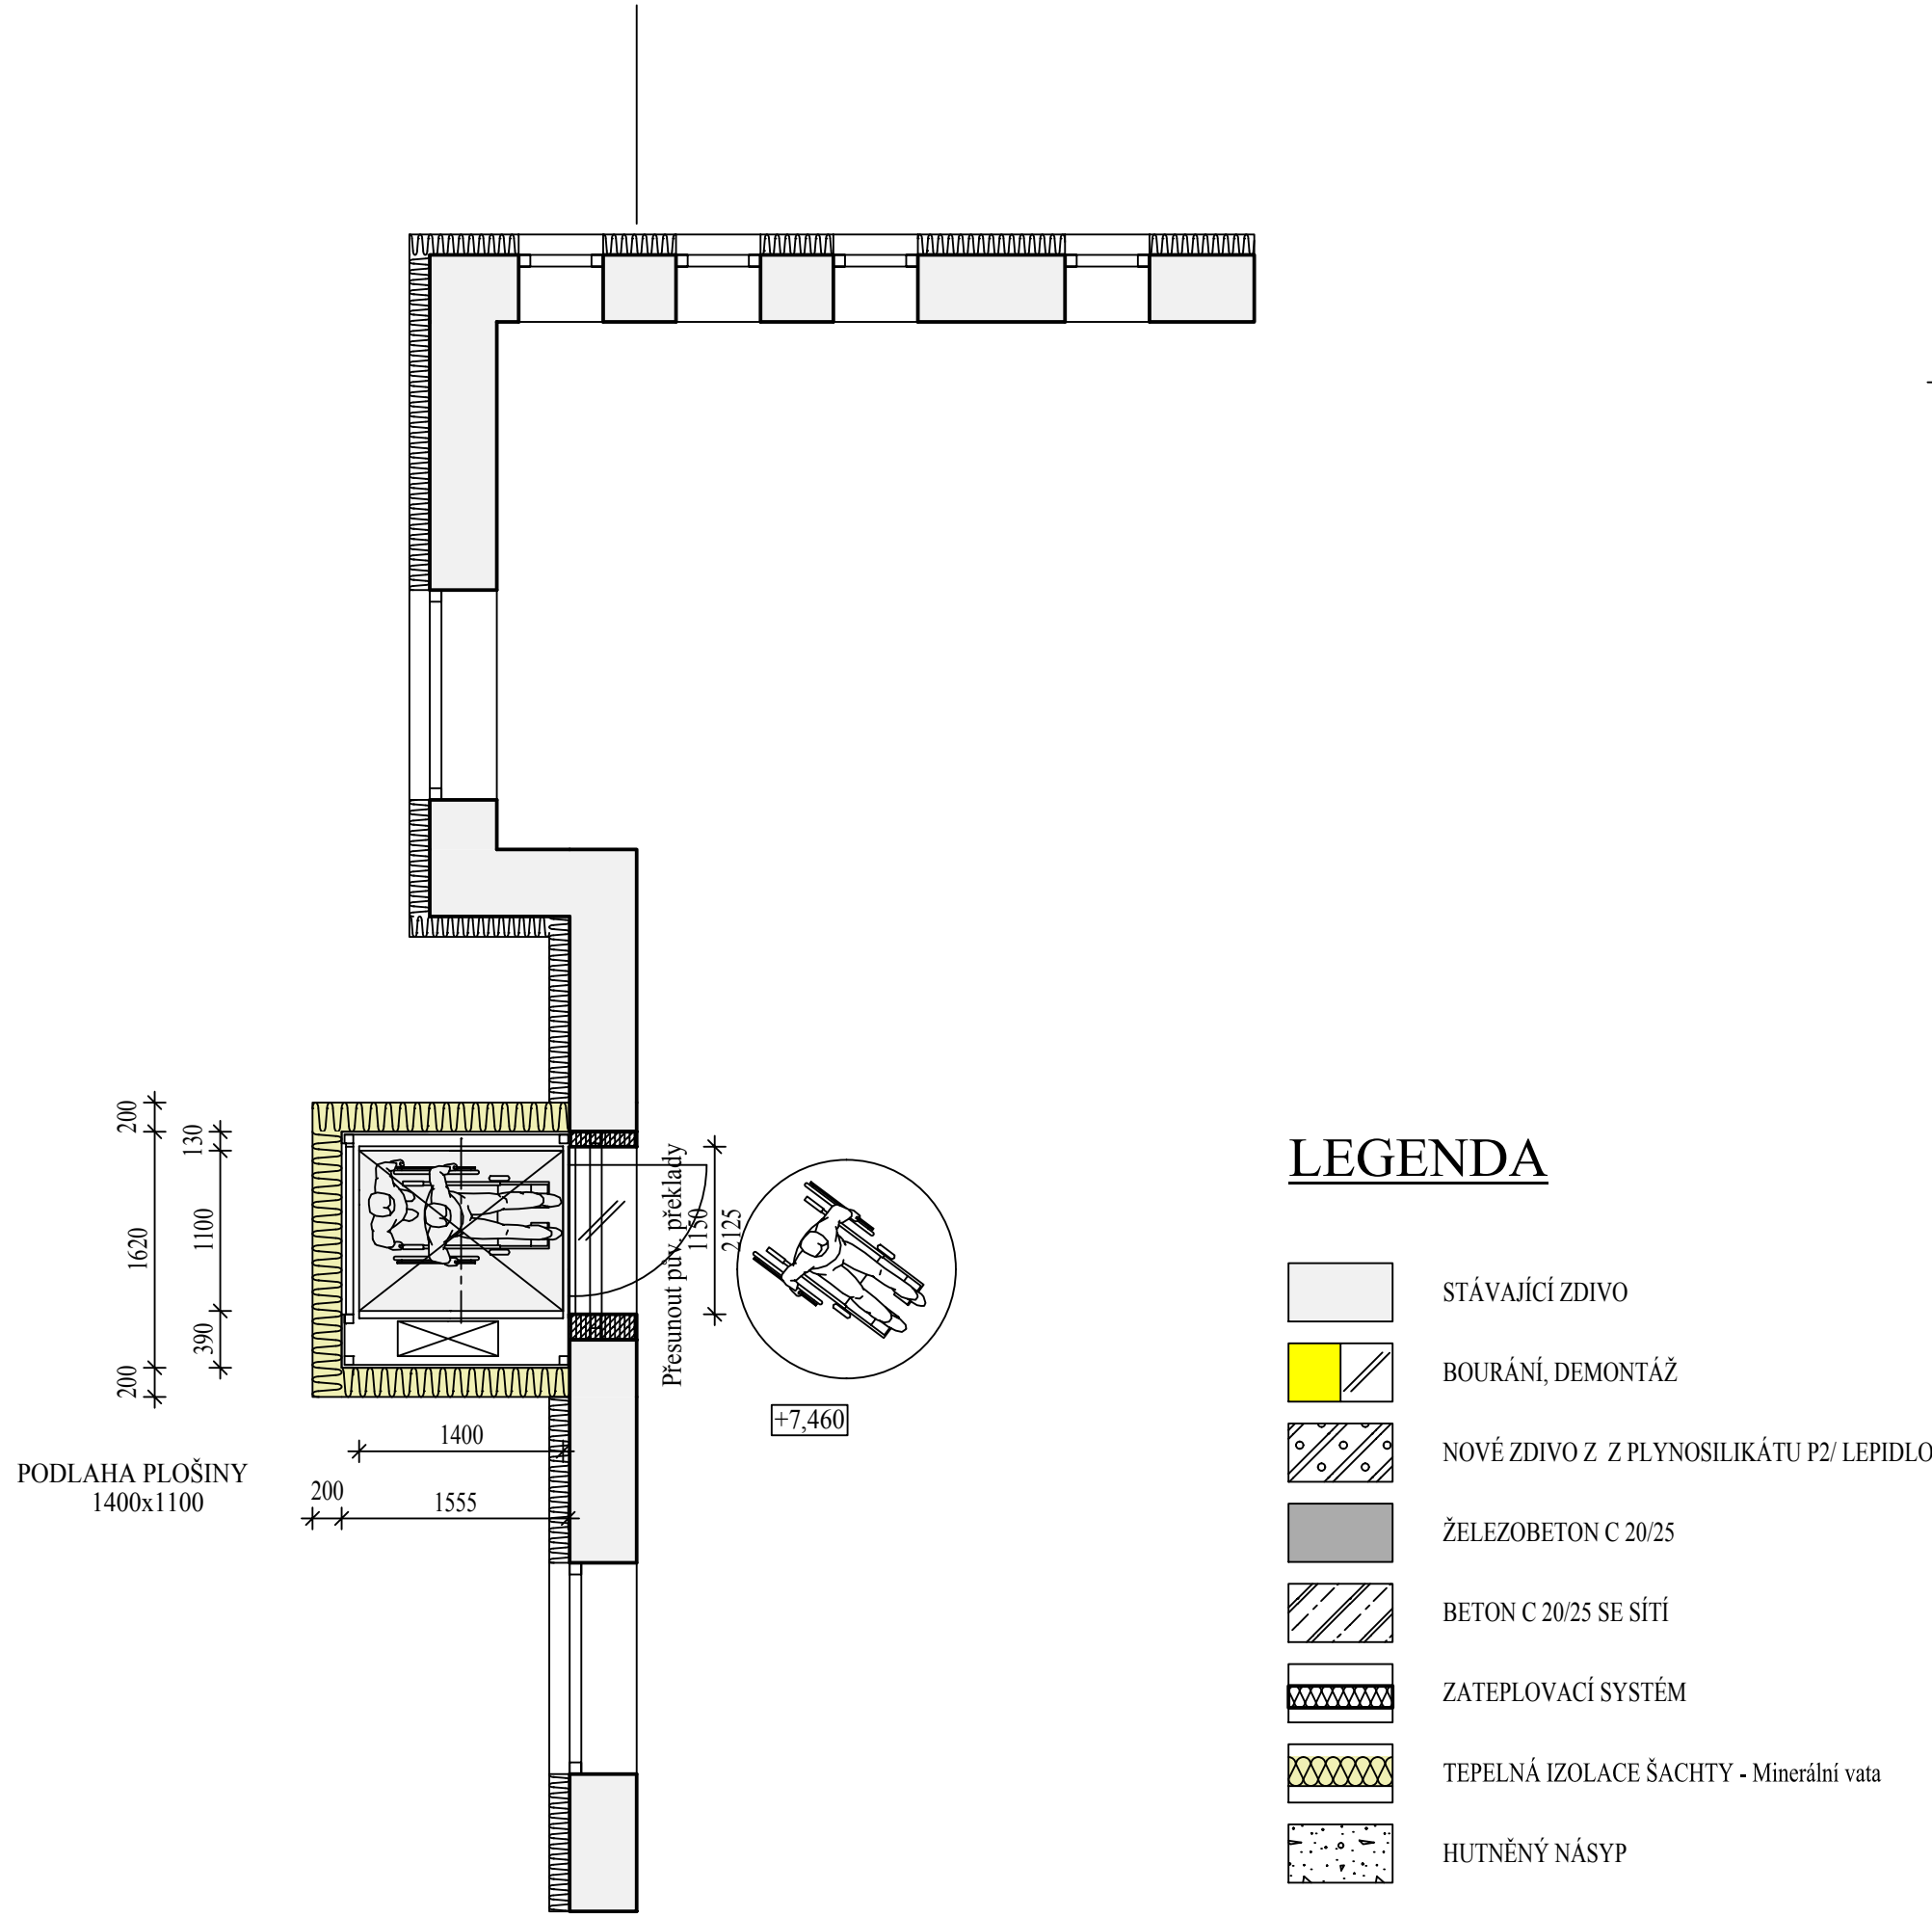 200
130
1620
1100
390
200
Přesunout pův. překlady
1150
2125
+7,460
1400
PODLAHA PLOŠINY
1400x1100
200
1555
LEGENDA
STÁVAJÍCÍ ZDIVO
BOURÁNÍ, DEMONTÁŽ
NOVÉ ZDIVO Z Z PLYNOSILIKÁTU P2/ LEPIDLO
ŽELEZOBETON C 20/25
BETON C 20/25 SE SÍTÍ
ZATEPLOVACÍ SYSTÉM
TEPELNÁ IZOLACE ŠACHTY - Minerální vata
HUTNĚNÝ NÁSYP